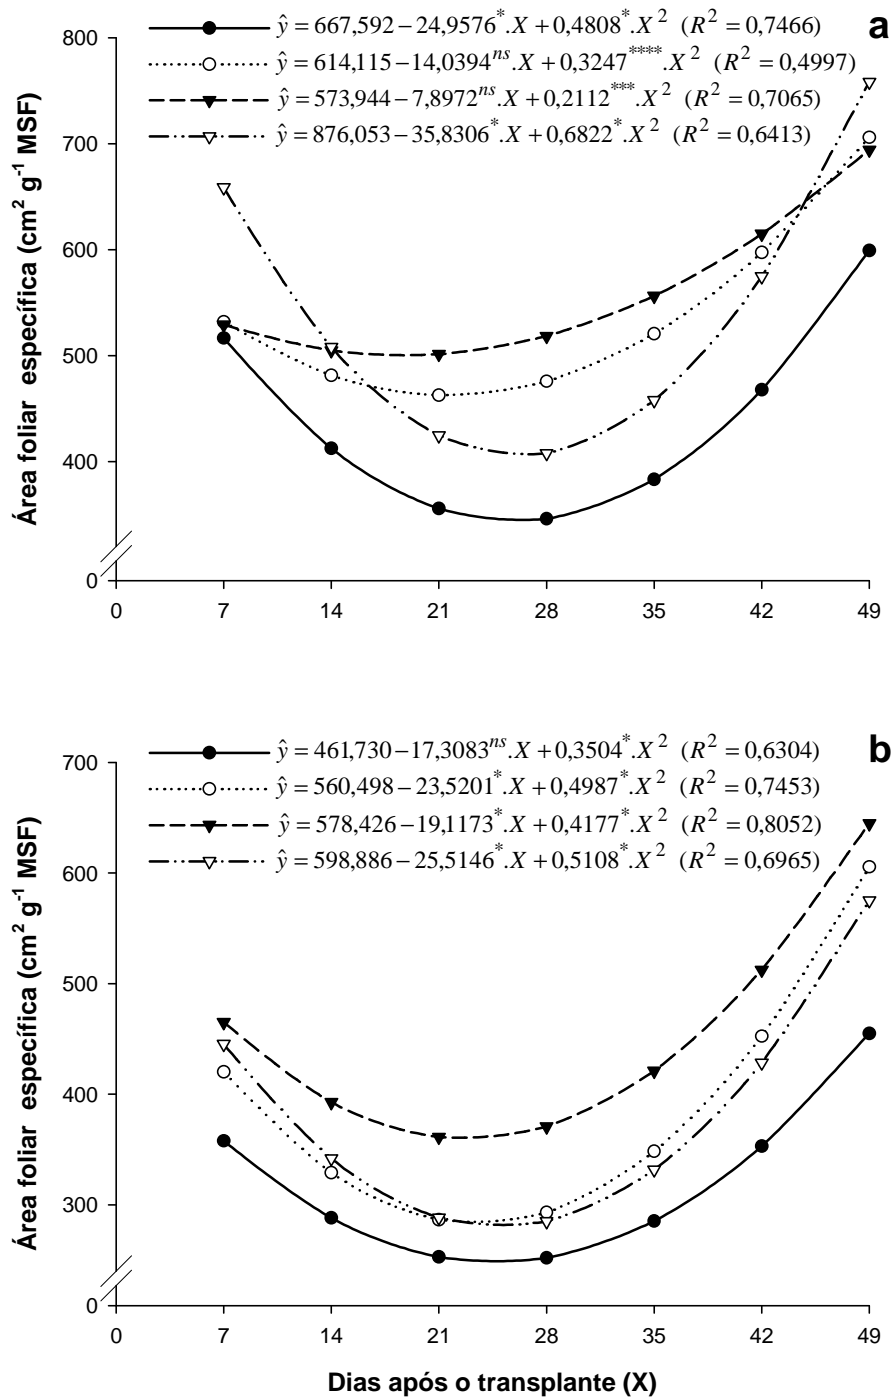 a
ŷ = 667,592 − 24,9576*.X + 0,4808*.X² (R² = 0,7466)
ŷ = 614,115 − 14,0394ⁿˢ.X + 0,3247****.X² (R² = 0,4997)
ŷ = 573,944 − 7,8972ⁿˢ.X + 0,2112***.X² (R² = 0,7065)
ŷ = 876,053 − 35,8306*.X + 0,6822*.X² (R² = 0,6413)
Área foliar específica (cm² g⁻¹ MSF)
800
700
600
500
400
0
0 7 14 21 28 35 42 49
b
ŷ = 461,730 − 17,3083ⁿˢ.X + 0,3504*.X² (R² = 0,6304)
ŷ = 560,498 − 23,5201*.X + 0,4987*.X² (R² = 0,7453)
ŷ = 578,426 − 19,1173*.X + 0,4177*.X² (R² = 0,8052)
ŷ = 598,886 − 25,5146*.X + 0,5108*.X² (R² = 0,6965)
Área foliar específica (cm² g⁻¹ MSF)
700
600
500
400
300
0
0 7 14 21 28 35 42 49
Dias após o transplante (X)